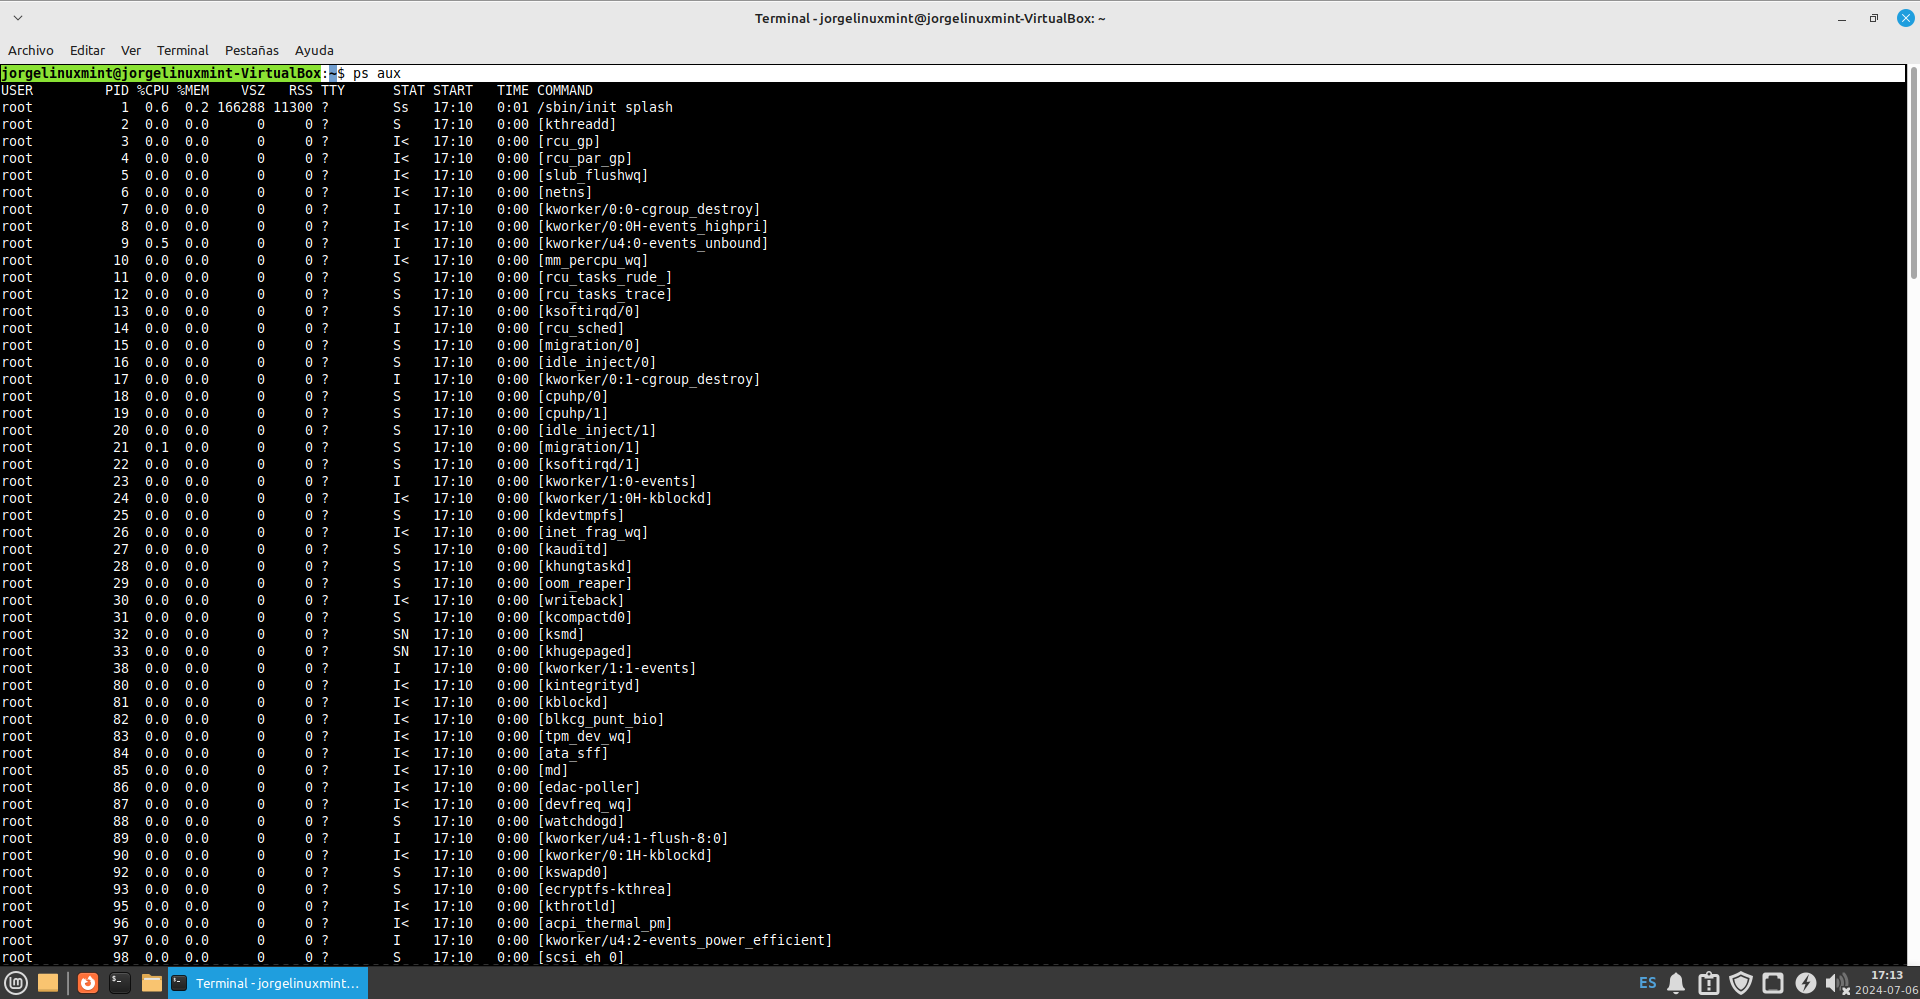 Terminal - jorgelinuxmint@jorgelinuxmint-VirtualBox: ~
Archivo Editar Ver Terminal Pestañas Ayuda
jorgelinuxmint@jorgelinuxmint-VirtualBox:~$ ps aux
USER PID %CPU %MEM VSZ RSS TTY STAT START TIME COMMAND
root 1 0.6 0.2 166288 11300 ? Ss 17:10 0:01 /sbin/init splash
root 2 0.0 0.0 0 0 ? S 17:10 0:00 [kthreadd]
root 3 0.0 0.0 0 0 ? I< 17:10 0:00 [rcu_gp]
root 4 0.0 0.0 0 0 ? I< 17:10 0:00 [rcu_par_gp]
root 5 0.0 0.0 0 0 ? I< 17:10 0:00 [slub_flushwq]
root 6 0.0 0.0 0 0 ? I< 17:10 0:00 [netns]
root 7 0.0 0.0 0 0 ? I 17:10 0:00 [kworker/0:0-cgroup_destroy]
root 8 0.0 0.0 0 0 ? I< 17:10 0:00 [kworker/0:0H-events_highpri]
root 9 0.5 0.0 0 0 ? I 17:10 0:00 [kworker/u4:0-events_unbound]
root 10 0.0 0.0 0 0 ? I< 17:10 0:00 [mm_percpu_wq]
root 11 0.0 0.0 0 0 ? S 17:10 0:00 [rcu_tasks_rude_]
root 12 0.0 0.0 0 0 ? S 17:10 0:00 [rcu_tasks_trace]
root 13 0.0 0.0 0 0 ? S 17:10 0:00 [ksoftirqd/0]
root 14 0.0 0.0 0 0 ? I 17:10 0:00 [rcu_sched]
root 15 0.0 0.0 0 0 ? S 17:10 0:00 [migration/0]
root 16 0.0 0.0 0 0 ? S 17:10 0:00 [idle_inject/0]
root 17 0.0 0.0 0 0 ? I 17:10 0:00 [kworker/0:1-cgroup_destroy]
root 18 0.0 0.0 0 0 ? S 17:10 0:00 [cpuhp/0]
root 19 0.0 0.0 0 0 ? S 17:10 0:00 [cpuhp/1]
root 20 0.0 0.0 0 0 ? S 17:10 0:00 [idle_inject/1]
root 21 0.1 0.0 0 0 ? S 17:10 0:00 [migration/1]
root 22 0.0 0.0 0 0 ? S 17:10 0:00 [ksoftirqd/1]
root 23 0.0 0.0 0 0 ? I 17:10 0:00 [kworker/1:0-events]
root 24 0.0 0.0 0 0 ? I< 17:10 0:00 [kworker/1:0H-kblockd]
root 25 0.0 0.0 0 0 ? S 17:10 0:00 [kdevtmpfs]
root 26 0.0 0.0 0 0 ? I< 17:10 0:00 [inet_frag_wq]
root 27 0.0 0.0 0 0 ? S 17:10 0:00 [kauditd]
root 28 0.0 0.0 0 0 ? S 17:10 0:00 [khungtaskd]
root 29 0.0 0.0 0 0 ? S 17:10 0:00 [oom_reaper]
root 30 0.0 0.0 0 0 ? I< 17:10 0:00 [writeback]
root 31 0.0 0.0 0 0 ? S 17:10 0:00 [kcompactd0]
root 32 0.0 0.0 0 0 ? SN 17:10 0:00 [ksmd]
root 33 0.0 0.0 0 0 ? SN 17:10 0:00 [khugepaged]
root 38 0.0 0.0 0 0 ? I 17:10 0:00 [kworker/1:1-events]
root 80 0.0 0.0 0 0 ? I< 17:10 0:00 [kintegrityd]
root 81 0.0 0.0 0 0 ? I< 17:10 0:00 [kblockd]
root 82 0.0 0.0 0 0 ? I< 17:10 0:00 [blkcg_punt_bio]
root 83 0.0 0.0 0 0 ? I< 17:10 0:00 [tpm_dev_wq]
root 84 0.0 0.0 0 0 ? I< 17:10 0:00 [ata_sff]
root 85 0.0 0.0 0 0 ? I< 17:10 0:00 [md]
root 86 0.0 0.0 0 0 ? I< 17:10 0:00 [edac-poller]
root 87 0.0 0.0 0 0 ? I< 17:10 0:00 [devfreq_wq]
root 88 0.0 0.0 0 0 ? S 17:10 0:00 [watchdogd]
root 89 0.0 0.0 0 0 ? I 17:10 0:00 [kworker/u4:1-flush-8:0]
root 90 0.0 0.0 0 0 ? I< 17:10 0:00 [kworker/0:1H-kblockd]
root 92 0.0 0.0 0 0 ? S 17:10 0:00 [kswapd0]
root 93 0.0 0.0 0 0 ? S 17:10 0:00 [ecryptfs-kthrea]
root 95 0.0 0.0 0 0 ? I< 17:10 0:00 [kthrotld]
root 96 0.0 0.0 0 0 ? I< 17:10 0:00 [acpi_thermal_pm]
root 97 0.0 0.0 0 0 ? I 17:10 0:00 [kworker/u4:2-events_power_efficient]
root 98 0.0 0.0 0 0 ? S 17:10 0:00 [scsi_eh_0]
Terminal - jorgelinuxmint...
ES
17:13
2024-07-06